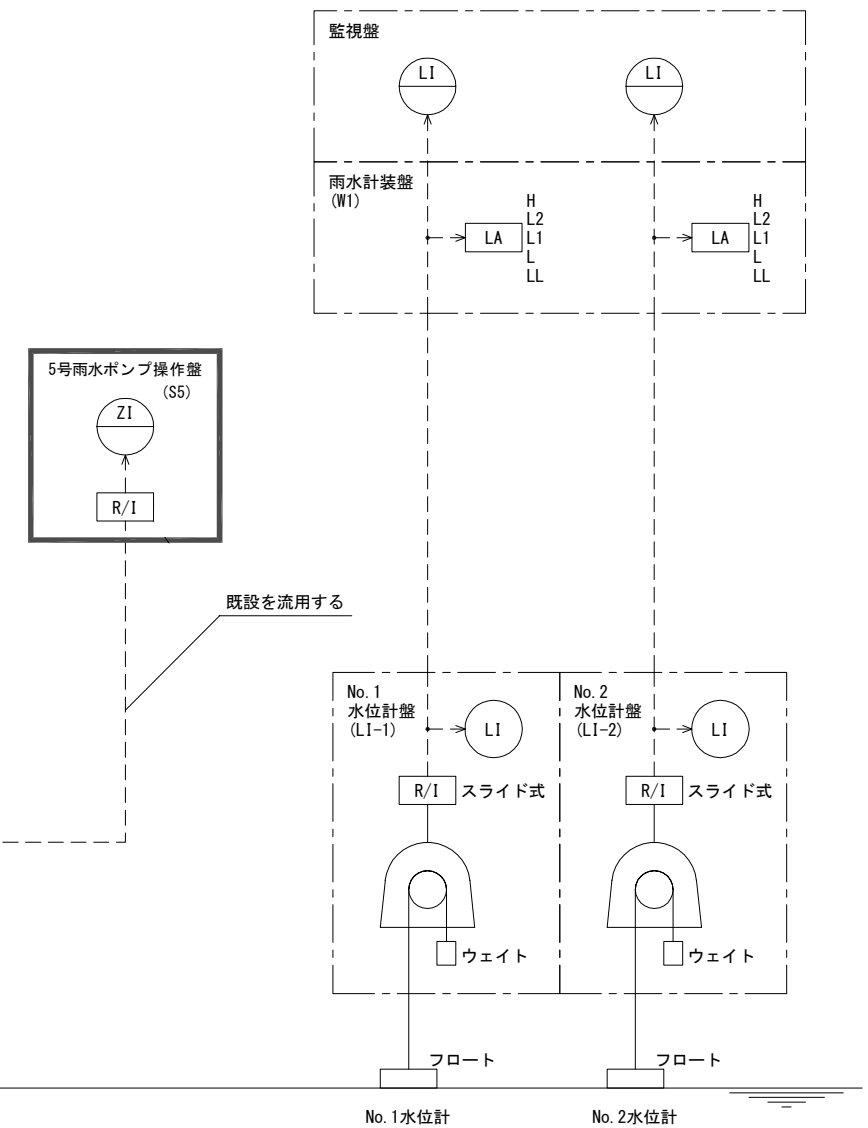 監視盤
LI
LI
雨水計装盤
(W1)
LA
H
L2
L1
L
LL
LA
H
L2
L1
L
LL
5号雨水ポンプ操作盤
(S5)
ZI
R/I
既設を流用する
No.1
水位計盤
(LI-1)
LI
R/I スライド式
ウェイト
フロート
No.1水位計
No.2
水位計盤
(LI-2)
LI
R/I スライド式
ウェイト
フロート
No.2水位計